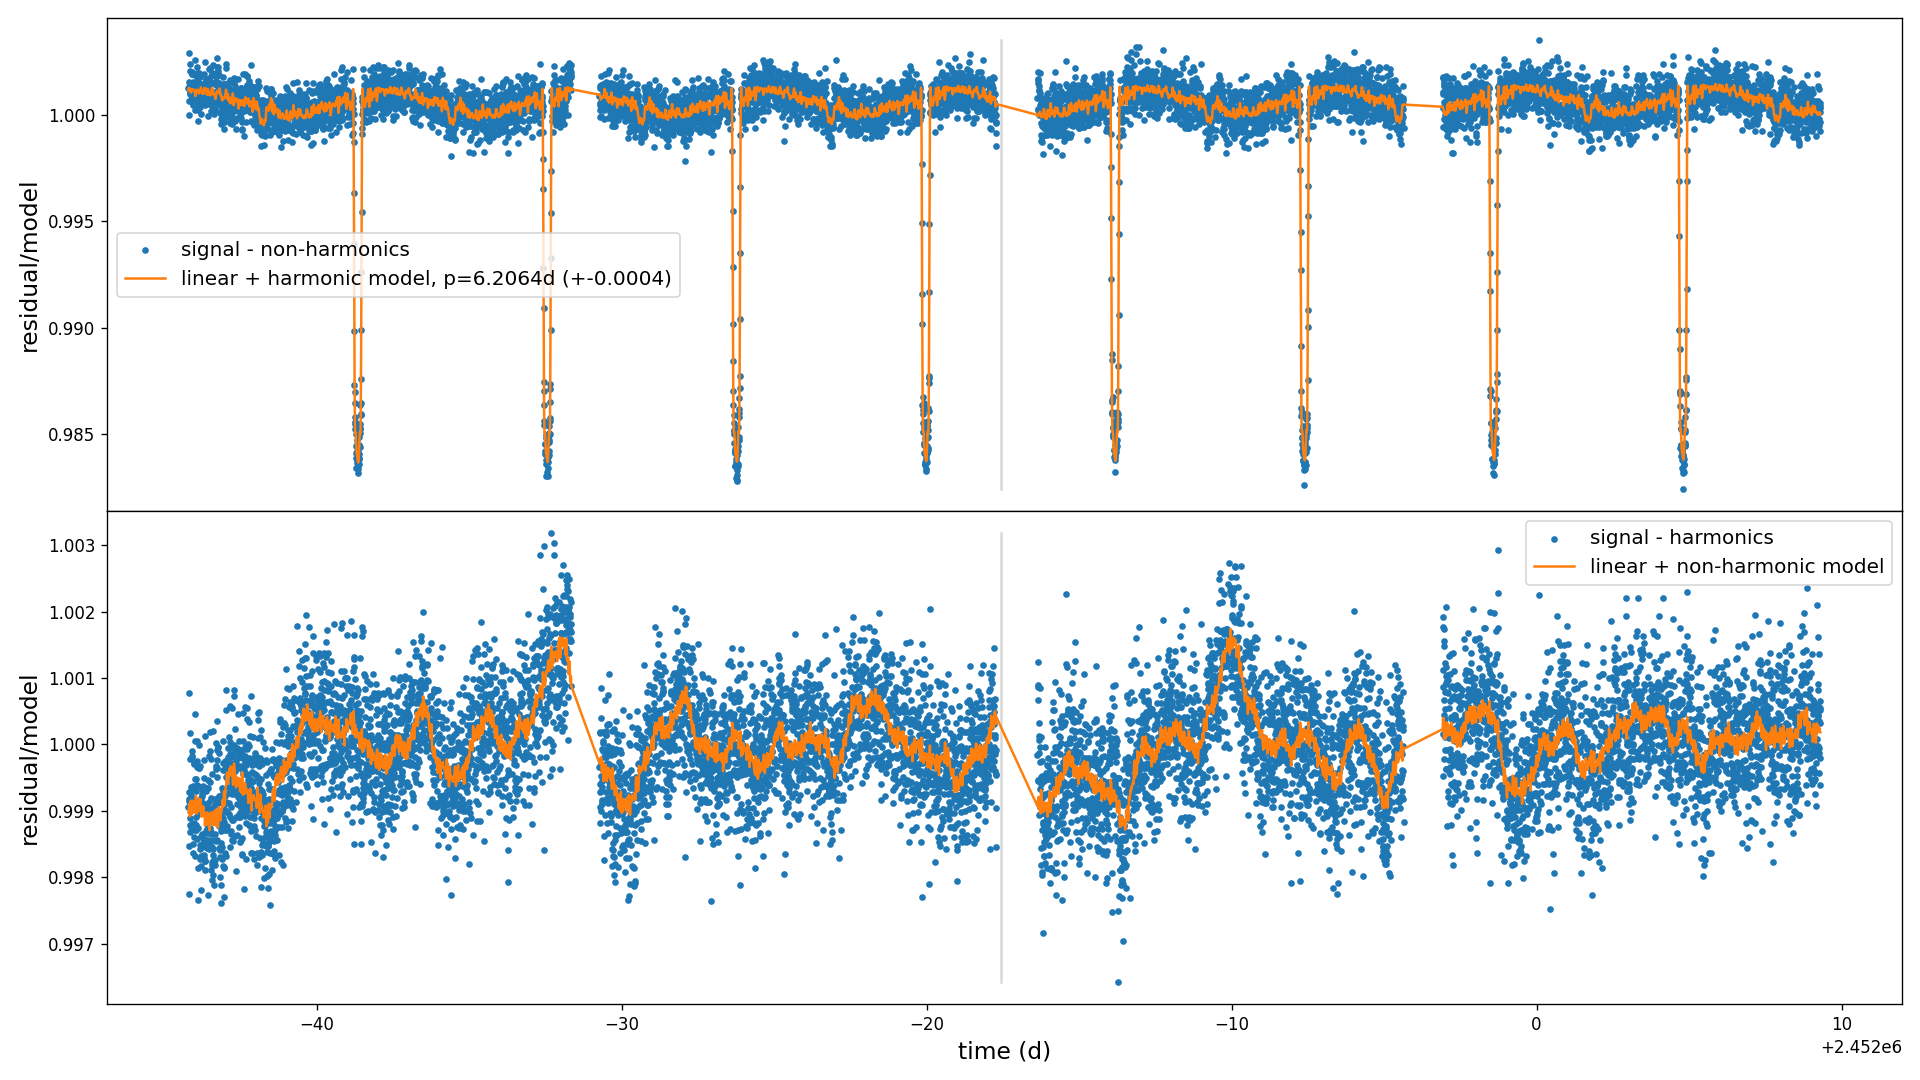 1.000
0.995
0.990
0.985
residual/model
signal - non-harmonics
linear + harmonic model, p=6.2064d (+-0.0004)
1.003
1.002
1.001
1.000
0.999
0.998
0.997
residual/model
signal - harmonics
linear + non-harmonic model
−40
−30
−20
−10
0
10
time (d)
+2.452e6